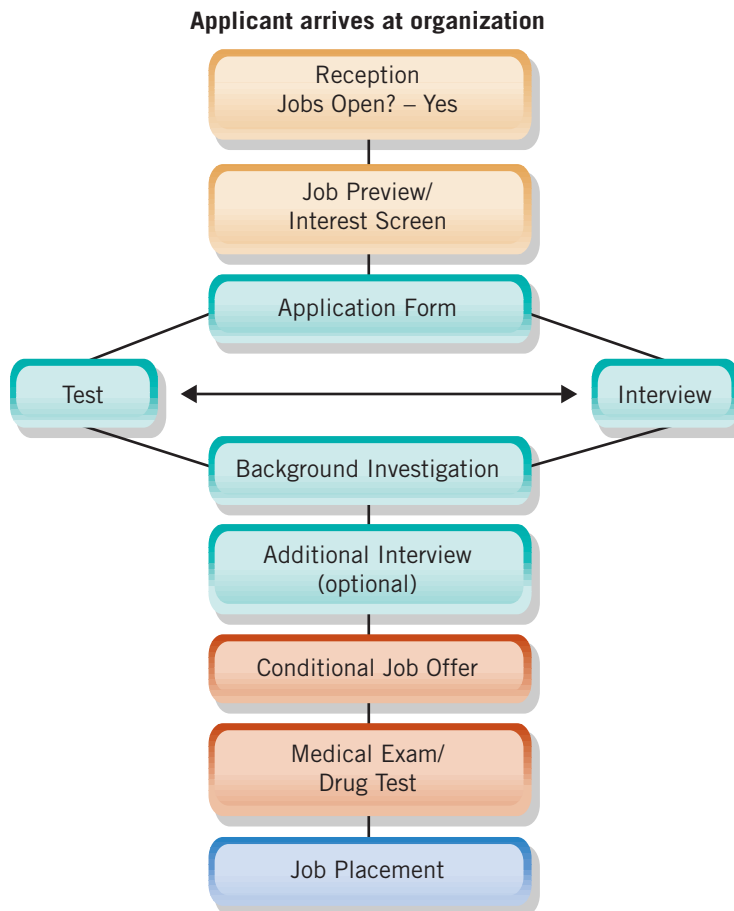 Applicant arrives at organization
Reception
Jobs Open? – Yes
Job Preview/
Interest Screen
Application Form
Test
Interview
Background Investigation
Additional Interview
(optional)
Conditional Job Offer
Medical Exam/
Drug Test
Job Placement